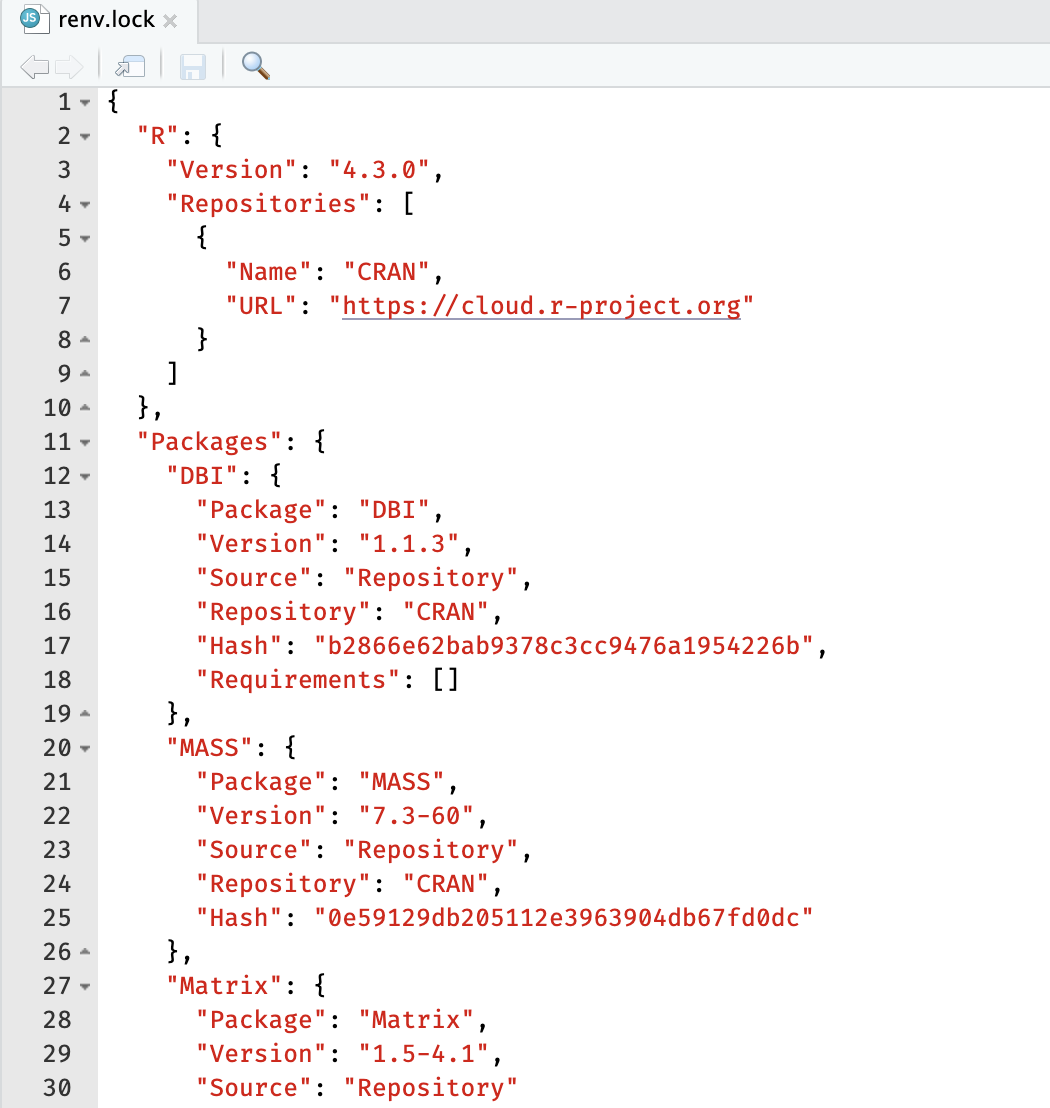 JS renv.lock ×
1 {
2 "R": {
3 "Version": "4.3.0",
4 "Repositories": [
5 {
6 "Name": "CRAN",
7 "URL": "https://cloud.r-project.org"
8 }
9 ]
10 },
11 "Packages": {
12 "DBI": {
13 "Package": "DBI",
14 "Version": "1.1.3",
15 "Source": "Repository",
16 "Repository": "CRAN",
17 "Hash": "b2866e62bab9378c3cc9476a1954226b",
18 "Requirements": []
19 },
20 "MASS": {
21 "Package": "MASS",
22 "Version": "7.3-60",
23 "Source": "Repository",
24 "Repository": "CRAN",
25 "Hash": "0e59129db205112e3963904db67fd0dc"
26 },
27 "Matrix": {
28 "Package": "Matrix",
29 "Version": "1.5-4.1",
30 "Source": "Repository"